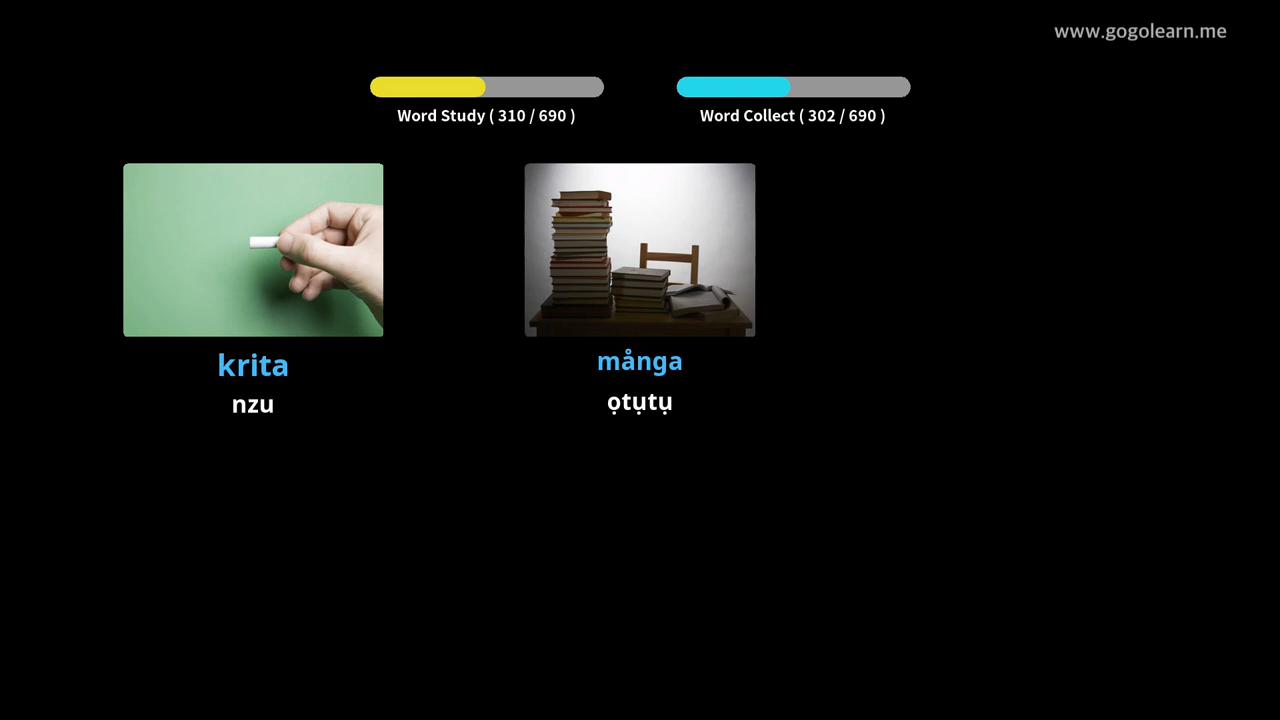 www.gogolearn.me
Word Study ( 310 / 690 )
Word Collect ( 302 / 690 )
krita
nzu
många
ọtụtụ